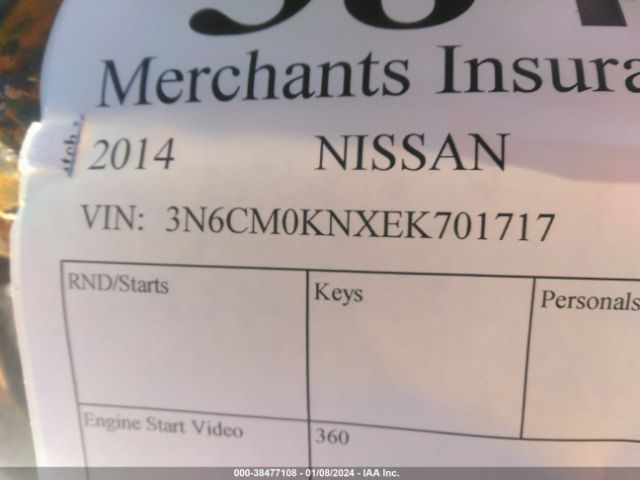 Merchants Insura
2014 NISSAN
VIN: 3N6CM0KNXEK701717
RND/Starts Keys Personals
Engine Start Video 360
000-38477108 - 01/08/2024 - IAA Inc.